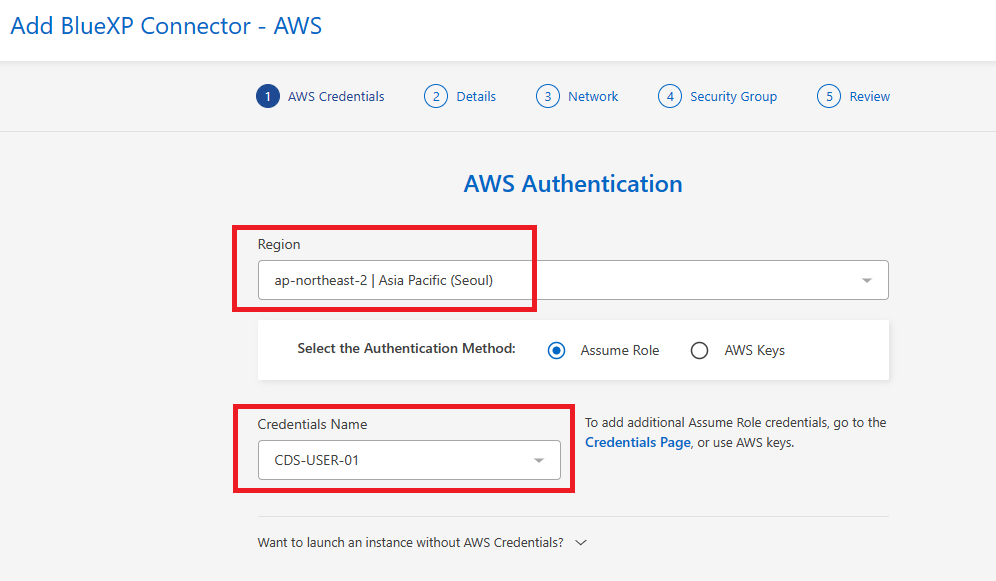 Add BlueXP Connector - AWS
1 AWS Credentials 2 Details 3 Network 4 Security Group 5 Review
AWS Authentication
Region
ap-northeast-2 | Asia Pacific (Seoul)
Select the Authentication Method: Assume Role AWS Keys
Credentials Name
CDS-USER-01
To add additional Assume Role credentials, go to the
Credentials Page, or use AWS keys.
Want to launch an instance without AWS Credentials?